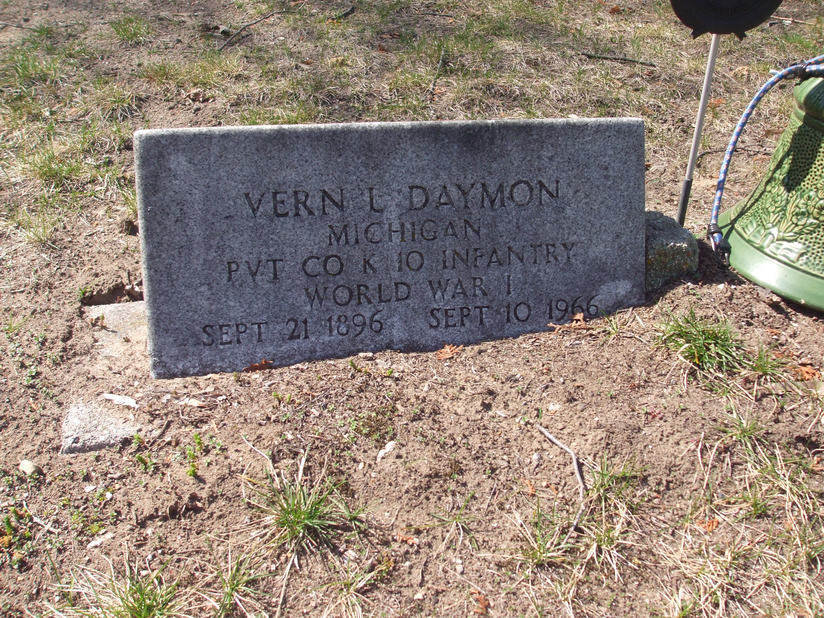 VERN L DAYMON
MICHIGAN
PVT CO K 10 INFANTRY
WORLD WAR I
SEPT 21 1896 SEPT 10 1966